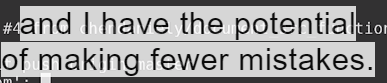 and I have the potential
of making fewer mistakes.